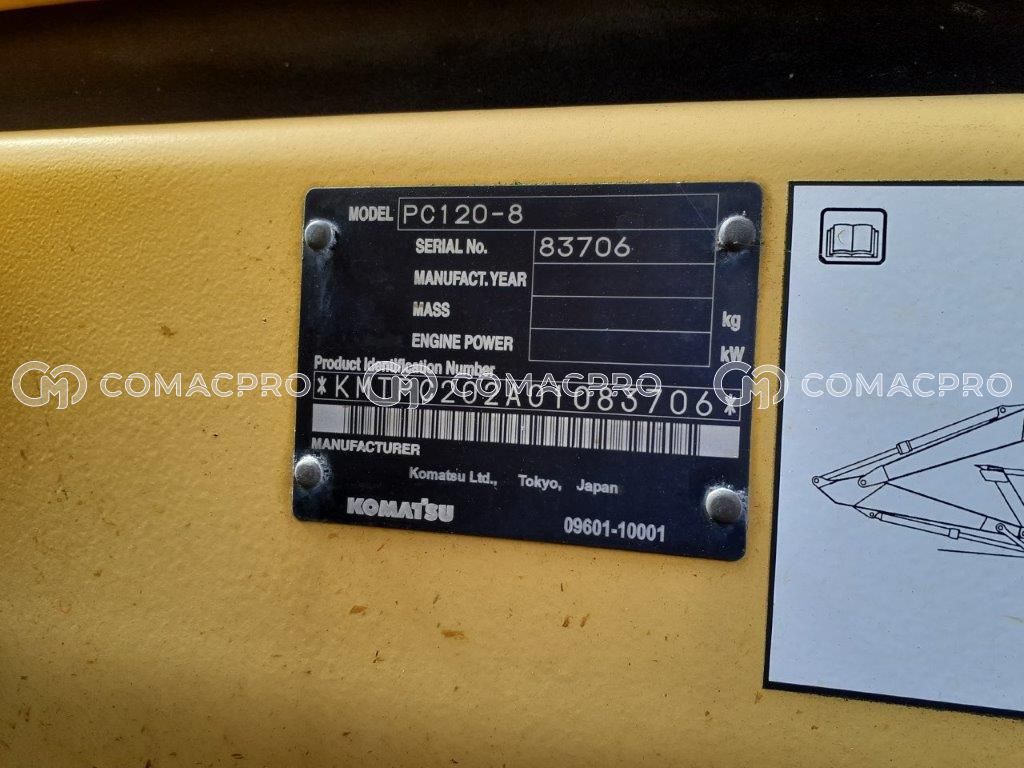 MODEL PC120-8
SERIAL No. 83706
MANUFACT. YEAR
MASS kg
ENGINE POWER kW
Product Identification Number
*KMTPC202A01083706*
MANUFACTURER
Komatsu Ltd., Tokyo, Japan
KOMATSU
09601-10001
COMACPRO COMACPRO COMACPRO